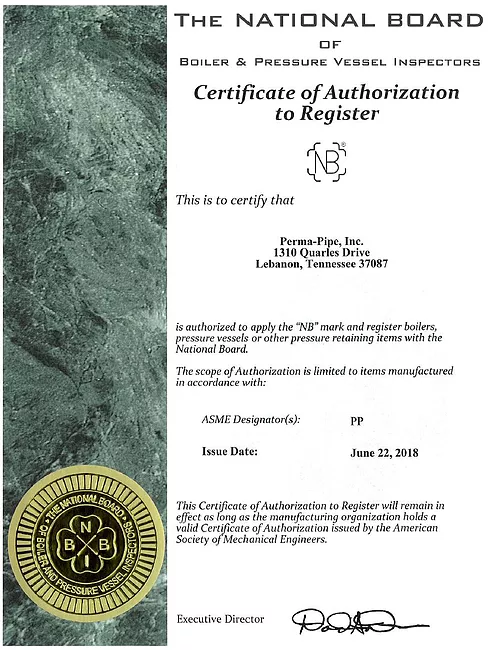 THE NATIONAL BOARD
OF
BOILER & PRESSURE VESSEL INSPECTORS
Certificate of Authorization
to Register
NB®
This is to certify that
Perma-Pipe, Inc.
1310 Quarles Drive
Lebanon, Tennessee 37087
is authorized to apply the "NB" mark and register boilers,
pressure vessels or other pressure retaining items with the
National Board.
The scope of Authorization is limited to items manufactured
in accordance with:
ASME Designator(s): PP
Issue Date: June 22, 2018
This Certificate of Authorization to Register will remain in
effect as long as the manufacturing organization holds a
valid Certificate of Authorization issued by the American
Society of Mechanical Engineers.
THE NATIONAL BOARD
OF BOILER AND PRESSURE VESSEL INSPECTORS
N
B B
I
Executive Director